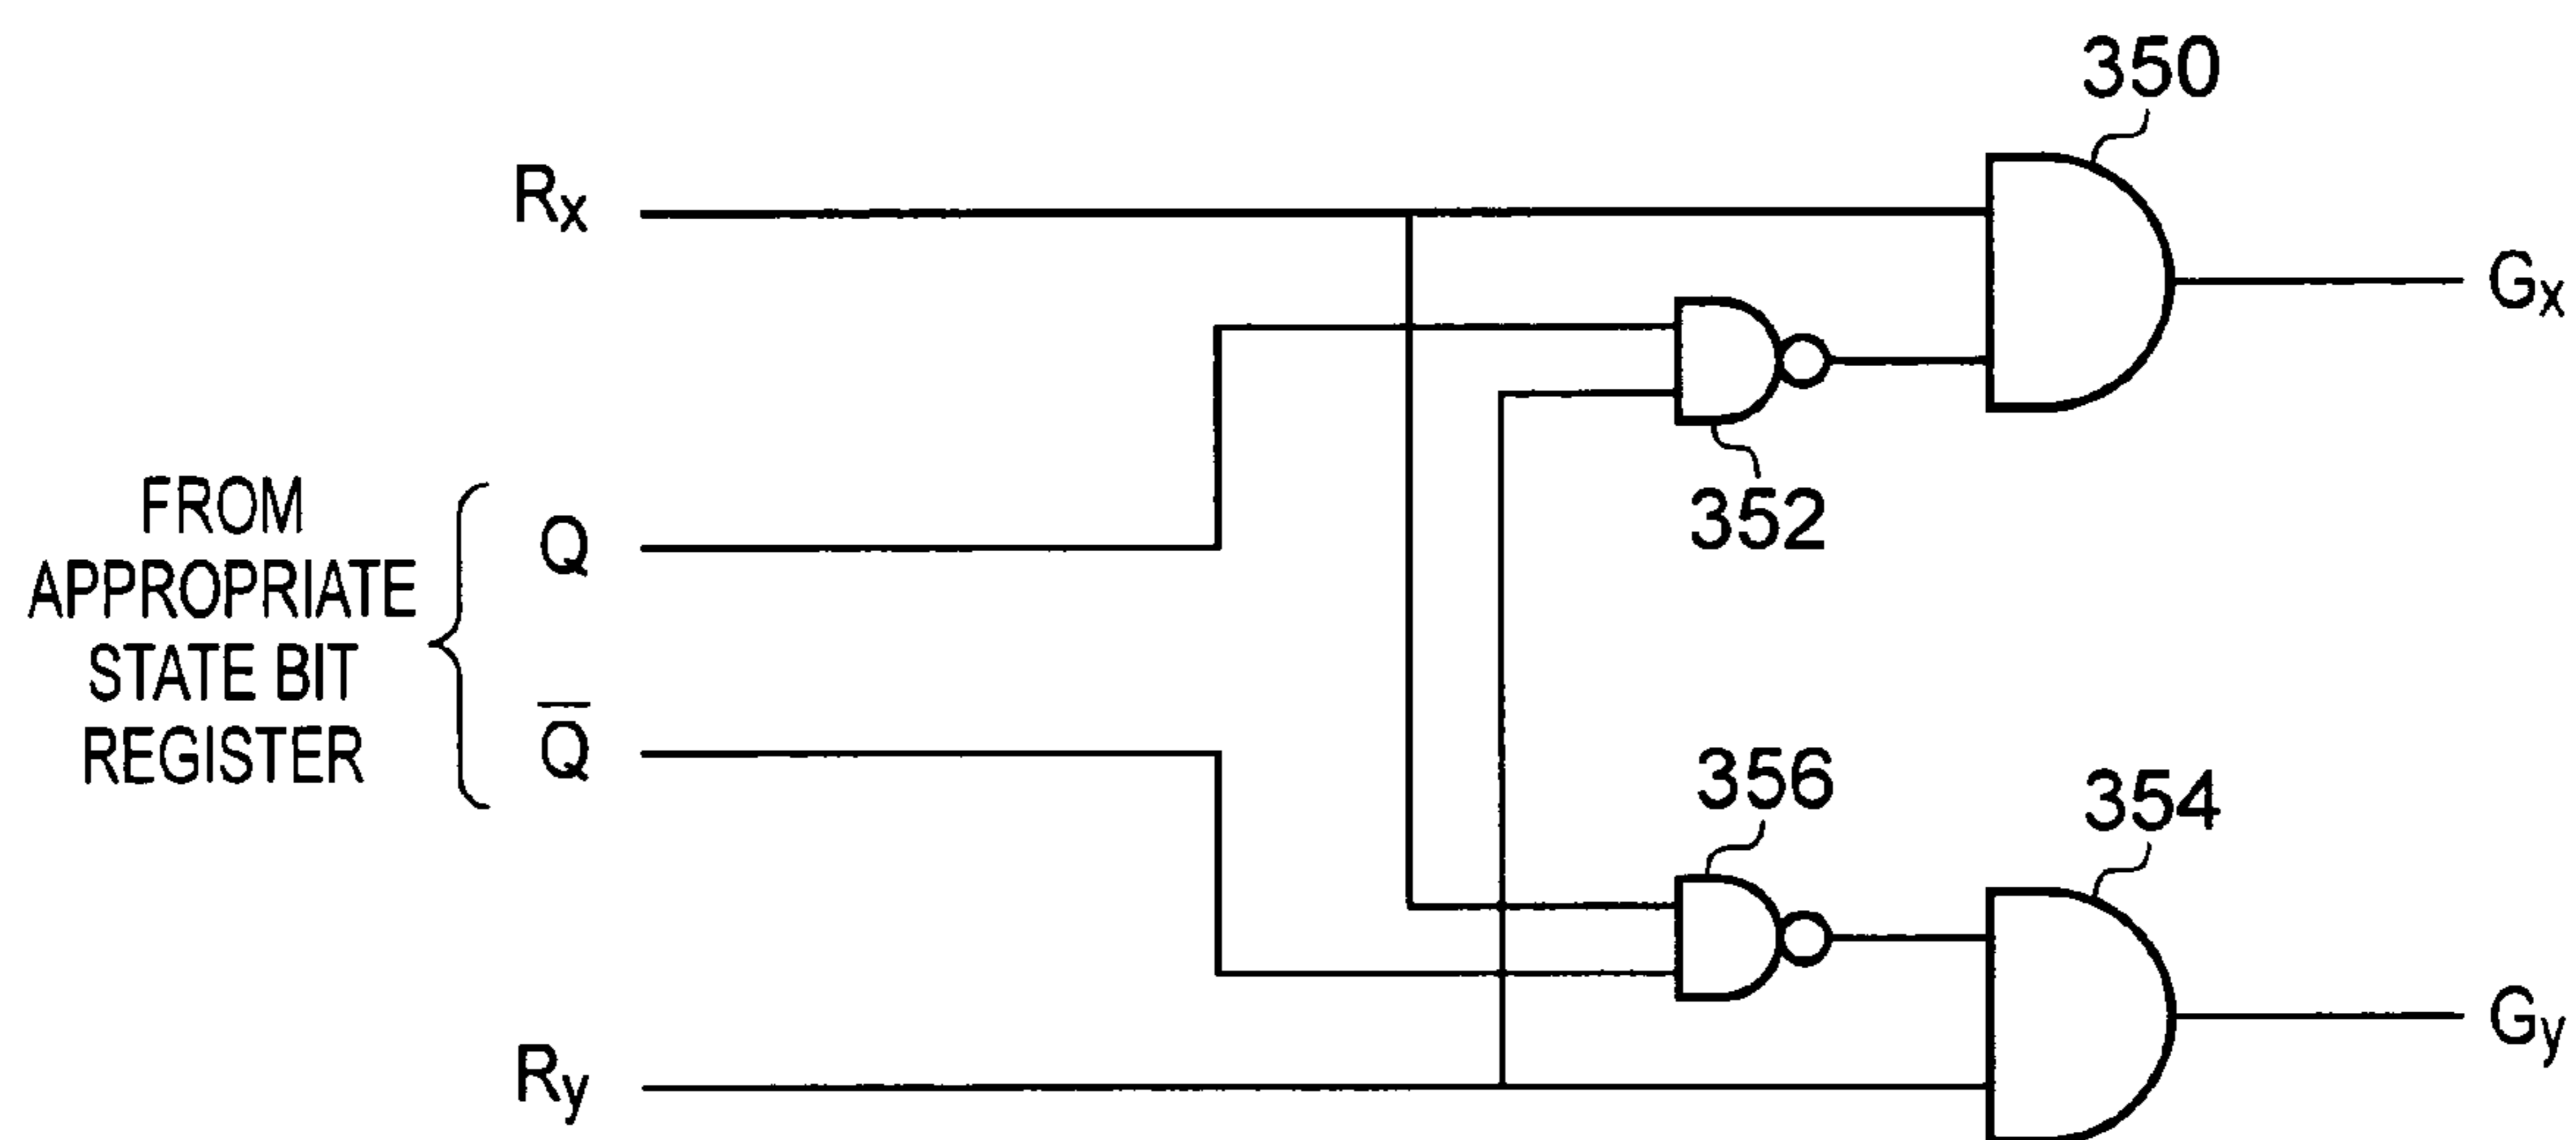 350
Rx
Gx
352
FROM
APPROPRIATE
STATE BIT
REGISTER
Q
Q̅
356
354
Gy
Ry